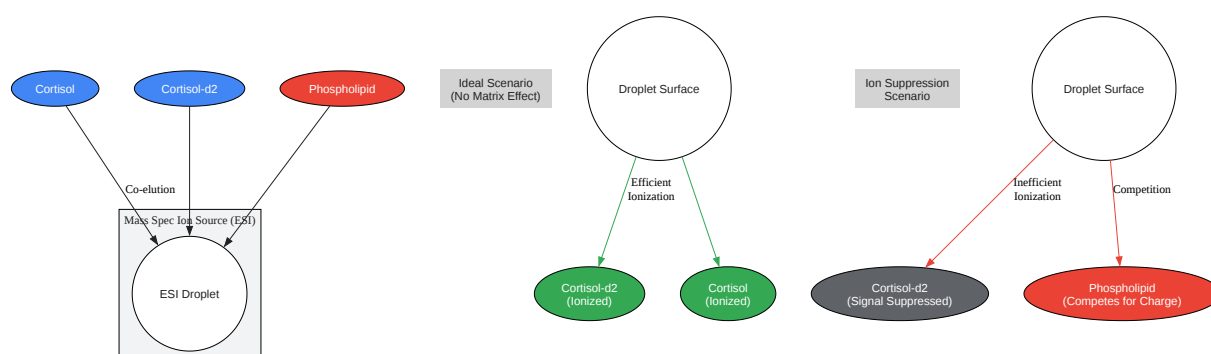 Cortisol
Cortisol-d2
Phospholipid
Co-elution
Mass Spec Ion Source (ESI)
ESI Droplet
Ideal Scenario
(No Matrix Effect)
Droplet Surface
Efficient
Ionization
Cortisol-d2
(Ionized)
Cortisol
(Ionized)
Ion Suppression
Scenario
Droplet Surface
Inefficient
Ionization
Competition
Cortisol-d2
(Signal Suppressed)
Phospholipid
(Competes for Charge)